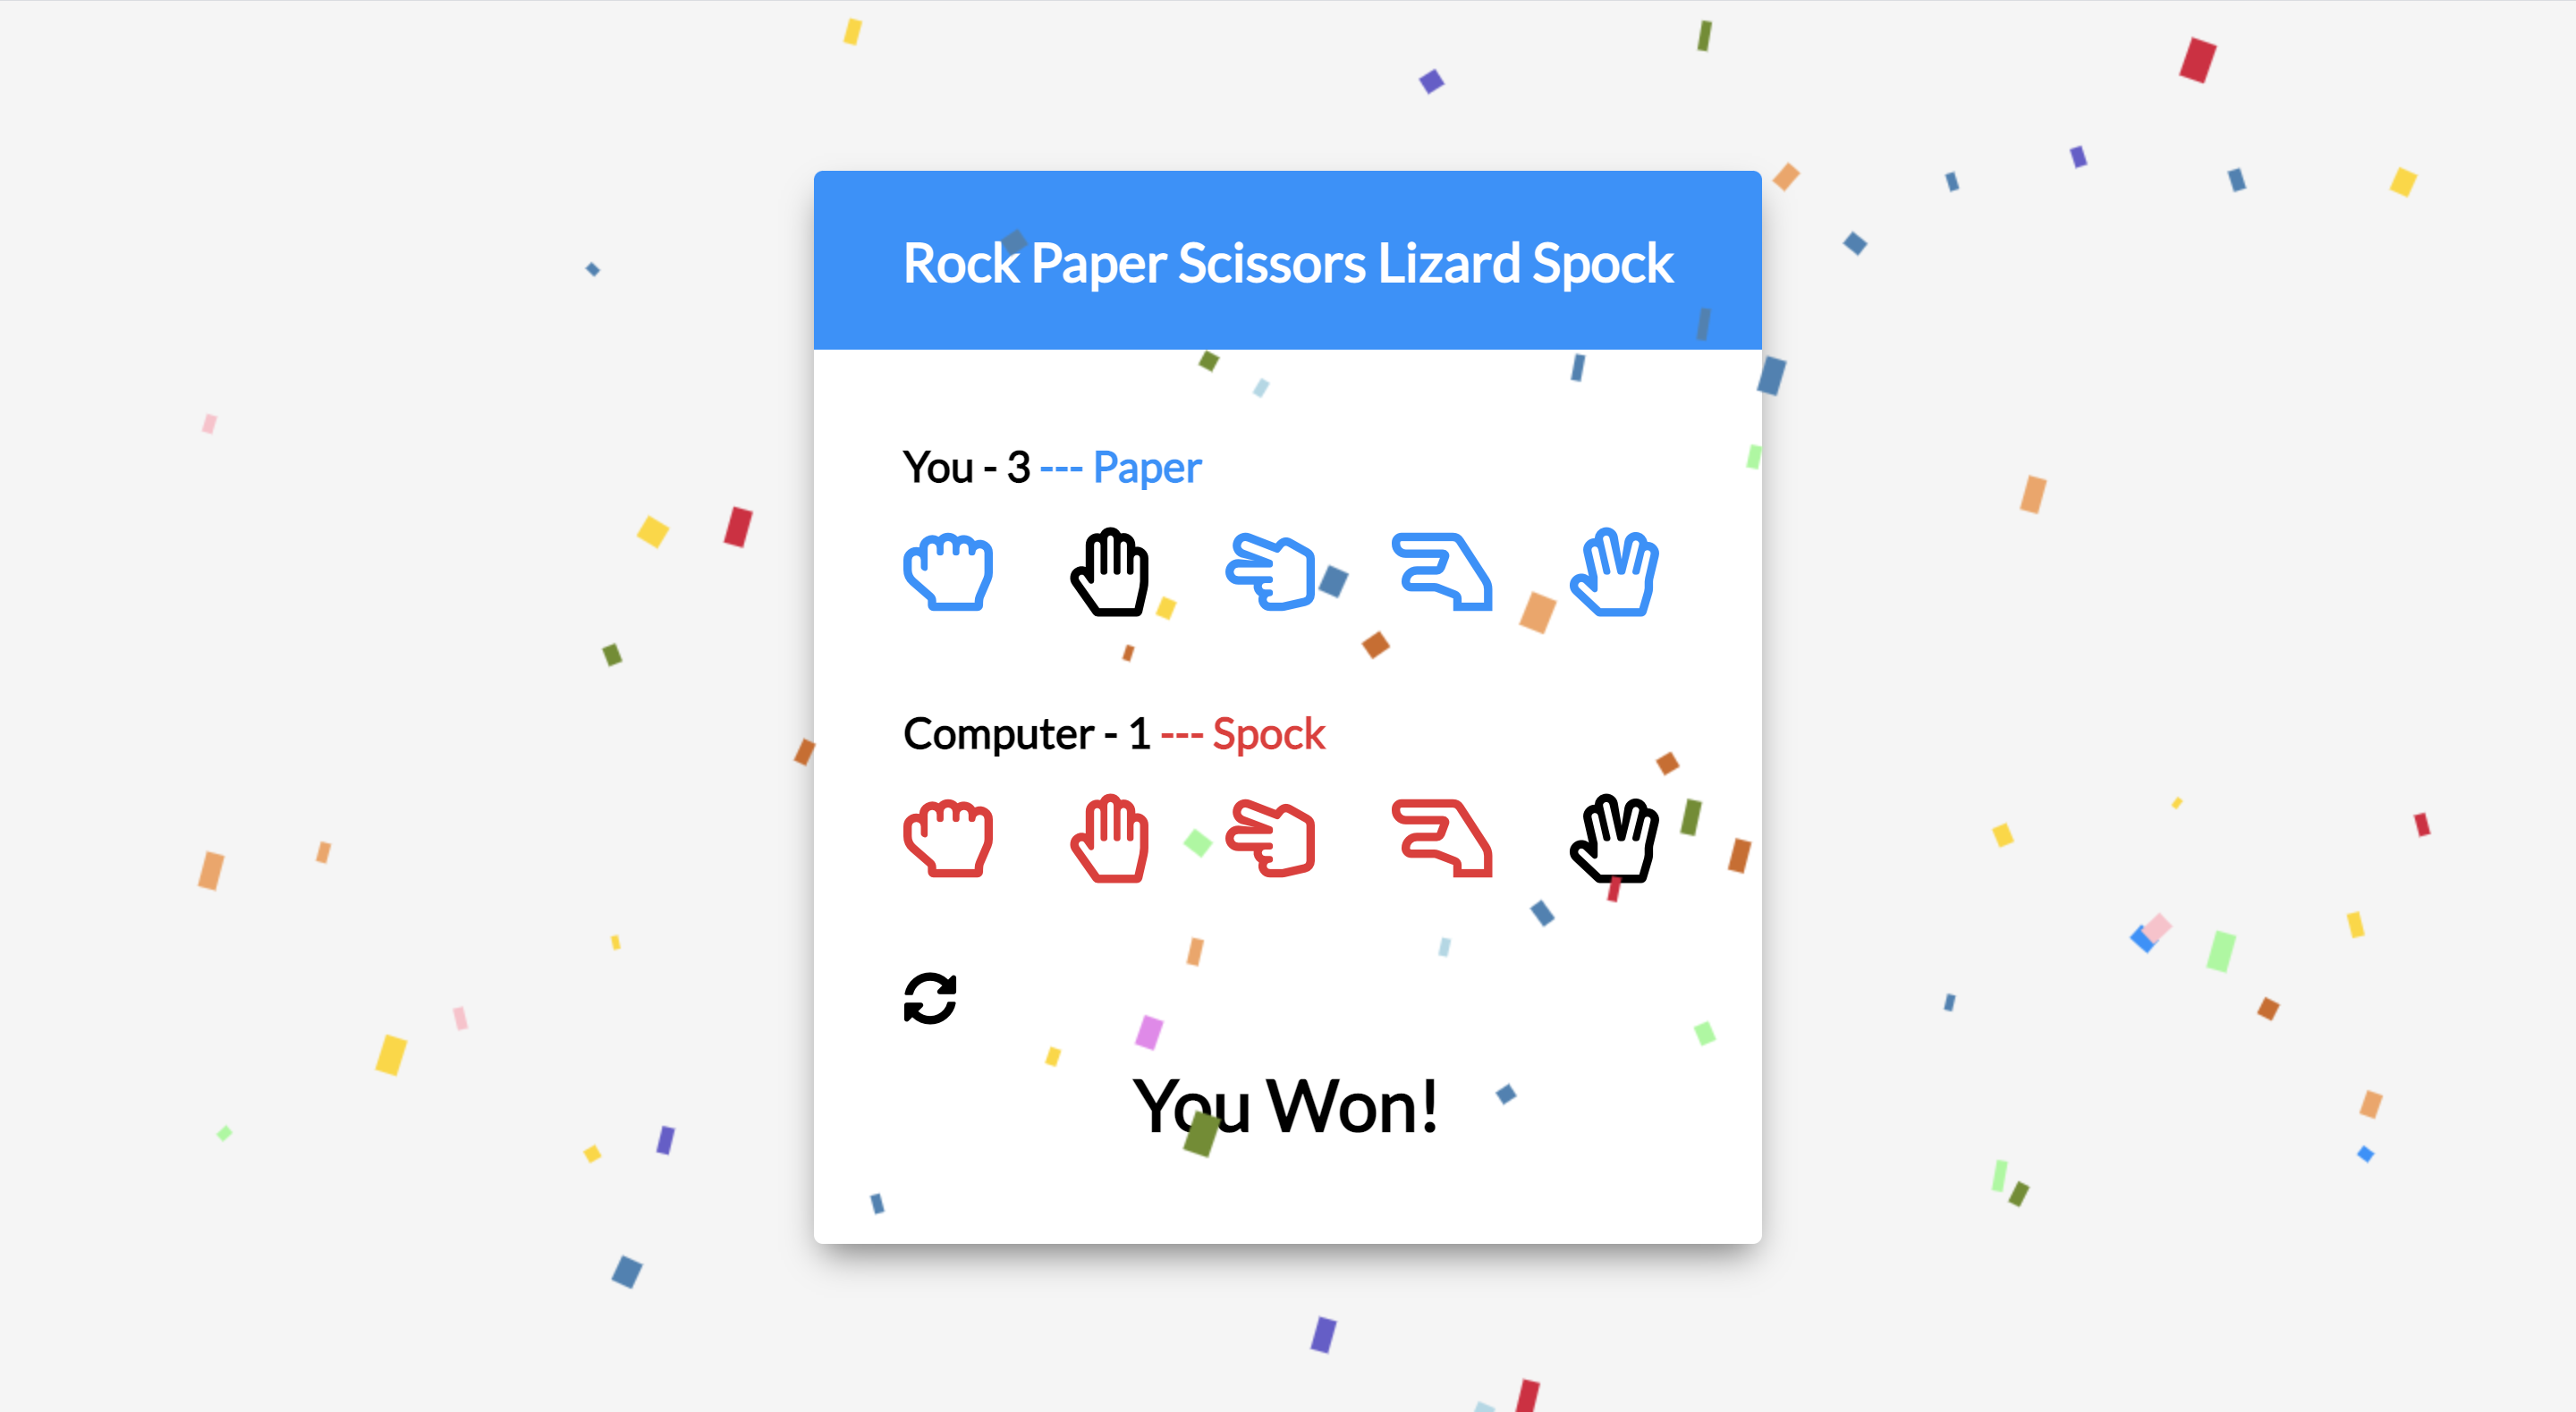 Rock Paper Scissors Lizard Spock
You - 3 --- Paper
Computer - 1 --- Spock
You Won!